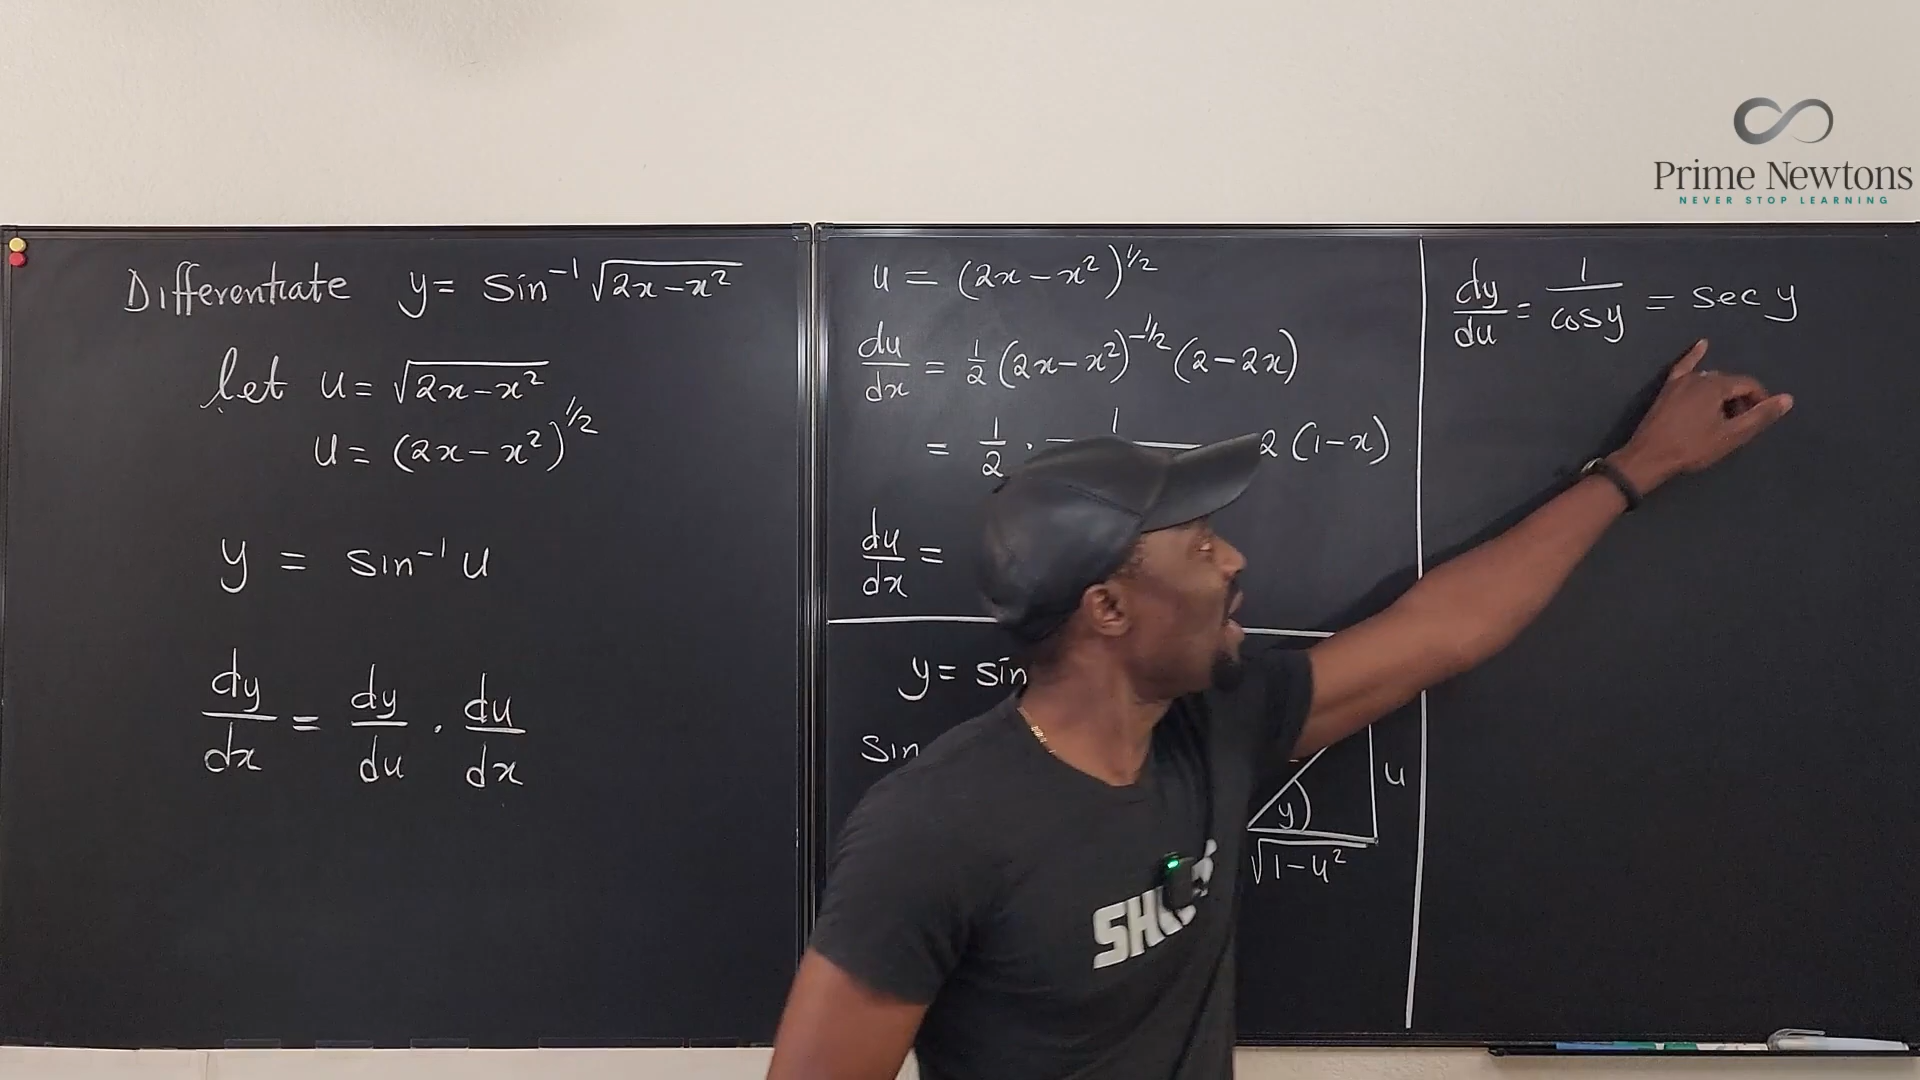 Prime Newtons
NEVER STOP LEARNING
Differentiate y = sin⁻¹ √(2x-x²)
let u = √(2x-x²)
u = (2x-x²)^½
y = sin⁻¹ u
dy/dx = dy/du · du/dx
u = (2x-x²)^½
du/dx = ½ (2x-x²)^-½ (2-2x)
= 1/2 · 1 2(1-x)
du/dx =
y = sin
sin
y
u
√(1-u²)
dy/du = 1/cosy = sec y